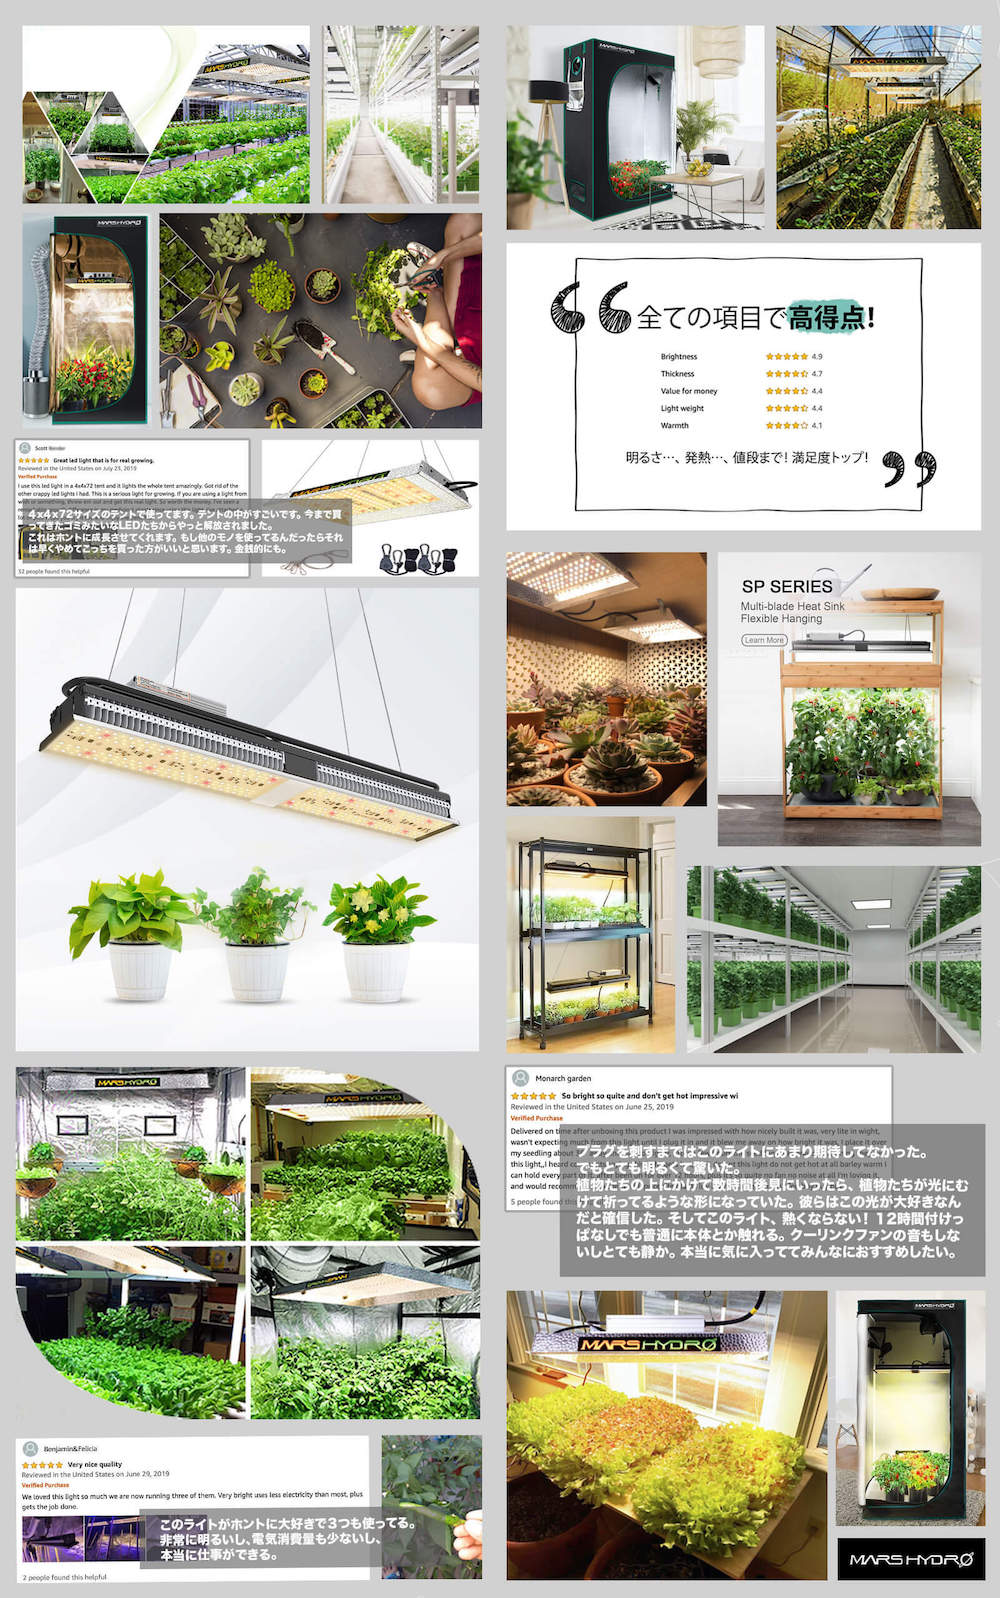 MARS HYDRO
MARS HYDRO
MARS HYDRO
MARS HYDRO
Scott Bender
Great led light that is for real growing.
Reviewed in the United States on July 23, 2019
Verified Purchase
I use this led light in a 4x4x72 tent and it lights the whole tent amazingly. Got rid of the
other crappy led lights I had. This is a serious light for growing. If you are using a light from
4x4x72サイズのテントで使ってます。テントの中がすごいです。今まで買
ってきたゴミみたいなLEDたちからやっと解放されました。
これはホントに成長させてくれます。もし他のモノを使ってるんだったらそれ
は早くやめてこっちを買った方がいいと思います。金銭的にも。
52 people found this helpful
MARS HYDRO
MARS HYDRO
Benjamin&Felicia
Very nice quality
Reviewed in the United States on June 29, 2019
Verified Purchase
We loved this light so much we are now running three of them. Very bright uses less electricity than most, plus
gets the job done.
このライトがホントに大好きで３つも使ってる。
非常に明るいし、電気消費量も少ないし、
本当に仕事ができる。
2 people found this helpful
MARS HYDRO
MARS HYDRO
全ての項目で高得点!
Brightness 4.9
Thickness 4.7
Value for money 4.4
Light weight 4.4
Warmth 4.1
明るさ…、発熱…、値段まで! 満足度トップ!
SP SERIES
Multi-blade Heat Sink
Flexible Hanging
Learn More
Monarch garden
So bright so quite and don't get hot impressive wi
Reviewed in the United States on June 25, 2019
Verified Purchase
Delivered on time after unboxing this product I was impressed with how nicely built it was, very lite in wight,
wasn't expecting much from this light until I plug it in and it blew me away on how bright it was, I place it over
my seedling about
this light,,I heard
can hold every
and would recomm
5 people found this
プラグを刺すまではこのライトにあまり期待してなかった。
でもとても明るくて驚いた。
植物たちの上にかけて数時間後見にいったら、植物たちが光にむ
けて祈ってるような形になっていた。彼らはこの光が大好きなん
だと確信した。そしてこのライト、熱くならない！１２時間付けっ
ぱなしでも普通に本体とか触れる。クーリンクファンの音もしな
いしとても静か。本当に気に入っててみんなにおすすめしたい。
MARS HYDRO
MARS HYDRO
MARS HYDRO